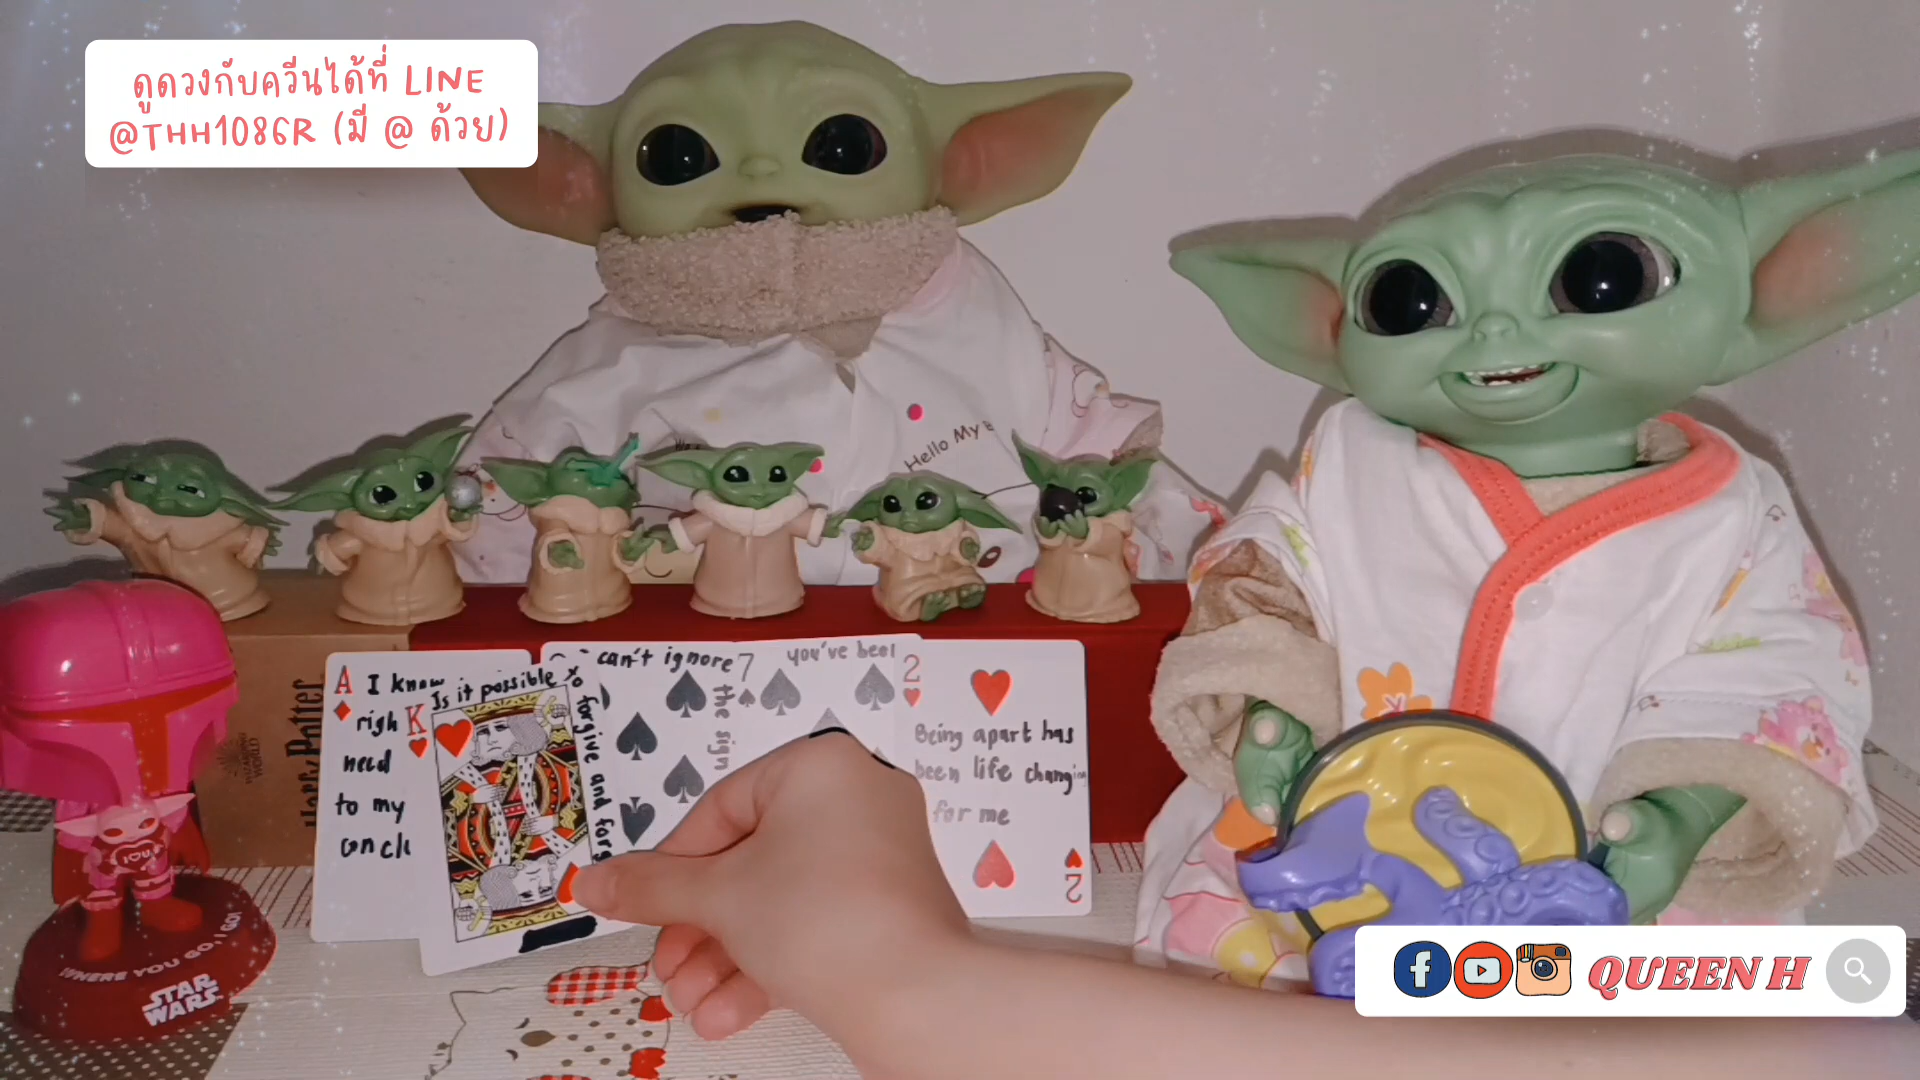 ดูดวงกับควีนได้ที่ LINE
@THH1086R (มี @ ด้วย)
Hello My
A I know
righ
need
to my
K Is it possible to
forgive and forg
can't ignore
the sign
7 you've beel
2
Being apart has
been life changing
for me
2
Harry Potter
WIZARDING WORLD
I ♡ U
WHERE YOU GO, I GO!
STAR WARS
QUEEN H